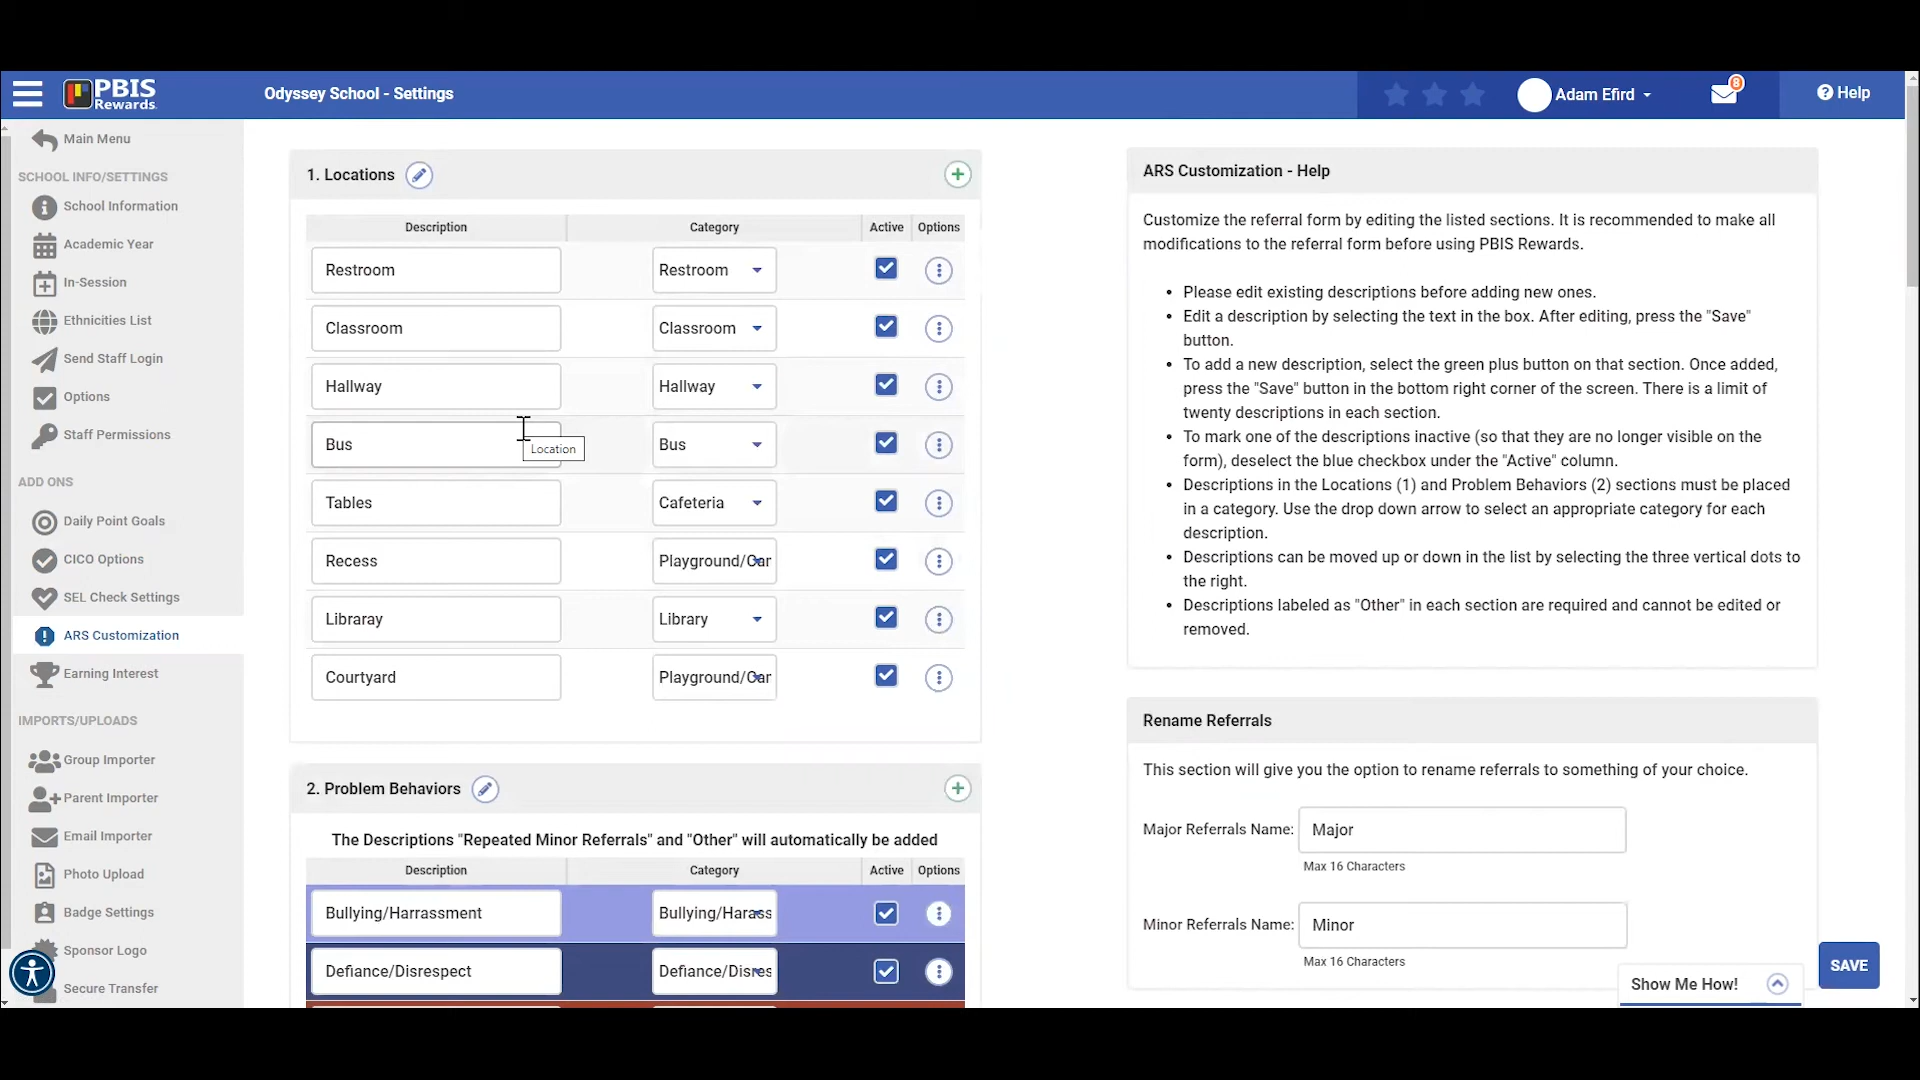 PBIS
Rewards
Odyssey School - Settings
Adam Efird
8
Help
Main Menu
SCHOOL INFO/SETTINGS
School Information
Academic Year
In-Session
Ethnicities List
Send Staff Login
Options
Staff Permissions
ADD ONS
Daily Point Goals
CICO Options
SEL Check Settings
ARS Customization
Earning Interest
IMPORTS/UPLOADS
Group Importer
Parent Importer
Email Importer
Photo Upload
Badge Settings
Sponsor Logo
Secure Transfer
1. Locations
Description Category Active Options
Restroom Restroom
Classroom Classroom
Hallway Hallway
Bus Bus
Location
Tables Cafeteria
Recess Playground/Car
Libraray Library
Courtyard Playground/Car
2. Problem Behaviors
The Descriptions "Repeated Minor Referrals" and "Other" will automatically be added
Description Category Active Options
Bullying/Harrassment Bullying/Harass
Defiance/Disrespect Defiance/Disres
ARS Customization - Help
Customize the referral form by editing the listed sections. It is recommended to make all
modifications to the referral form before using PBIS Rewards.
• Please edit existing descriptions before adding new ones.
• Edit a description by selecting the text in the box. After editing, press the "Save"
button.
• To add a new description, select the green plus button on that section. Once added,
press the "Save" button in the bottom right corner of the screen. There is a limit of
twenty descriptions in each section.
• To mark one of the descriptions inactive (so that they are no longer visible on the
form), deselect the blue checkbox under the "Active" column.
• Descriptions in the Locations (1) and Problem Behaviors (2) sections must be placed
in a category. Use the drop down arrow to select an appropriate category for each
description.
• Descriptions can be moved up or down in the list by selecting the three vertical dots to
the right.
• Descriptions labeled as "Other" in each section are required and cannot be edited or
removed.
Rename Referrals
This section will give you the option to rename referrals to something of your choice.
Major Referrals Name: Major
Max 16 Characters
Minor Referrals Name: Minor
Max 16 Characters
SAVE
Show Me How!